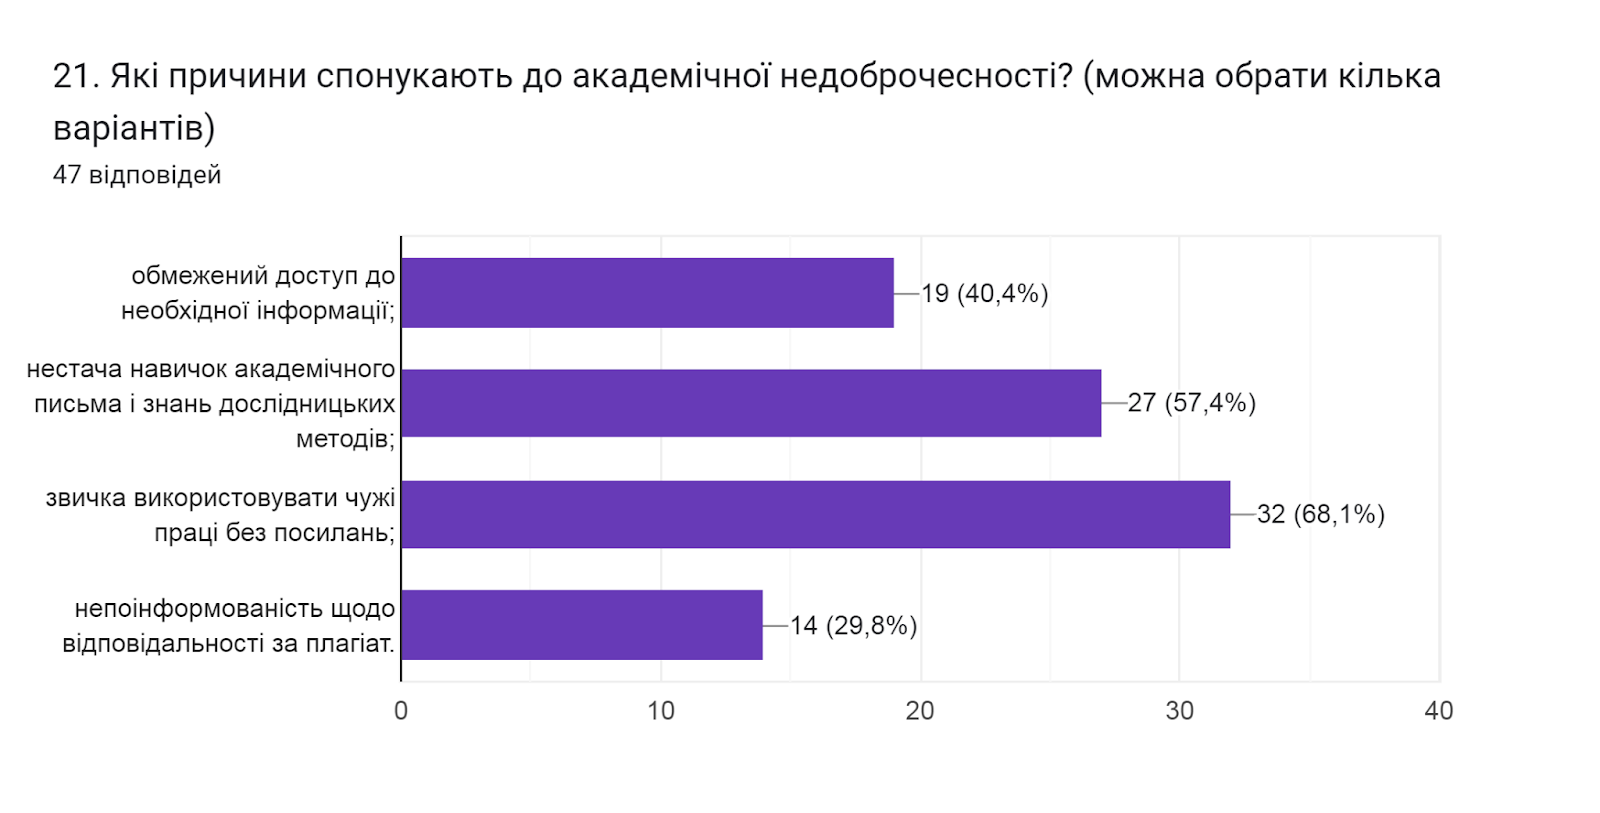 21. Які причини спонукають до академічної недоброчесності? (можна обрати кілька
варіантів)
47 відповідей
обмежений доступ до
необхідної інформації;
19 (40,4%)
нестача навичок академічного
письма і знань дослідницьких
методів;
27 (57,4%)
звичка використовувати чужі
праці без посилань;
32 (68,1%)
непоінформованість щодо
відповідальності за плагіат.
14 (29,8%)
0 10 20 30 40